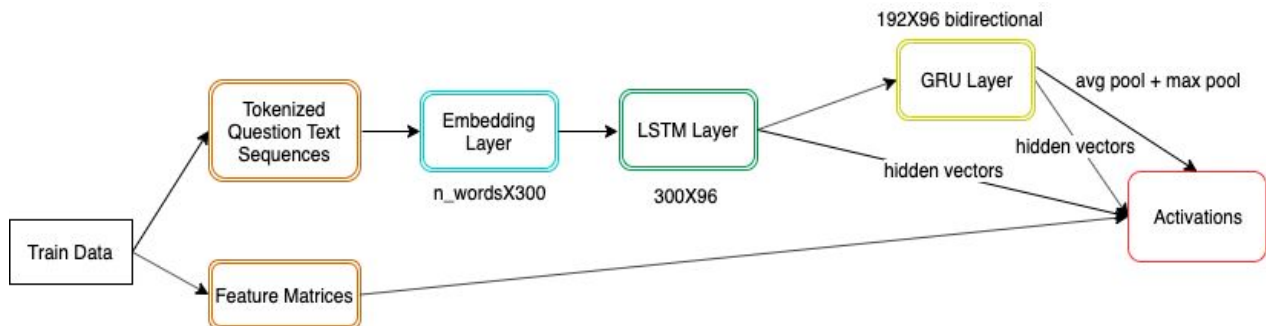 192X96 bidirectional
Tokenized
Question Text
Sequences
Embedding
Layer
LSTM Layer
GRU Layer
avg pool + max pool
hidden vectors
hidden vectors
n_wordsX300
300X96
Train Data
Feature Matrices
Activations